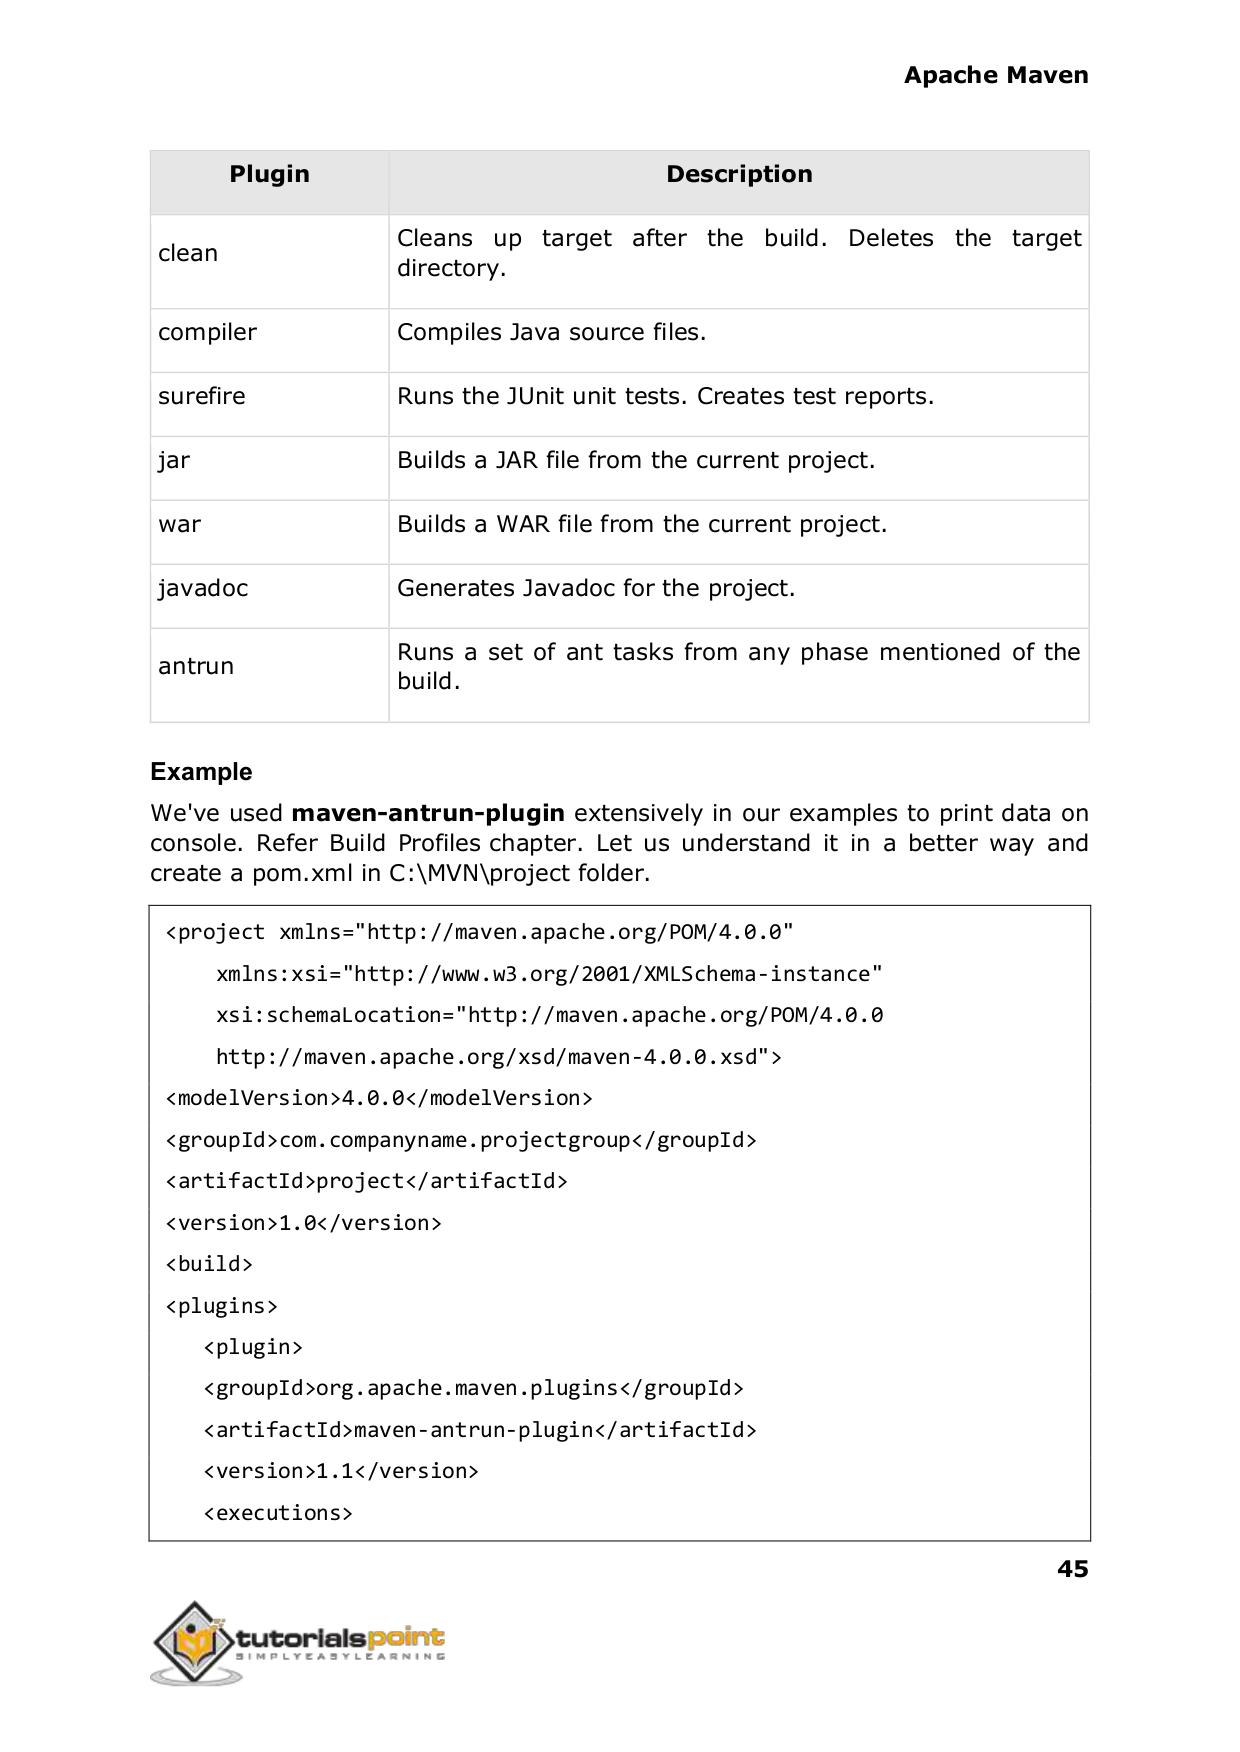 Apache Maven
Plugin Description
clean
Cleans up target after the build. Deletes the target
directory.
compiler Compiles Java source files.
surefire Runs the JUnit unit tests. Creates test reports.
jar Builds a JAR file from the current project.
war Builds a WAR file from the current project.
javadoc Generates Javadoc for the project.
antrun
Runs a set of ant tasks from any phase mentioned of the
build.
Example
We've used maven-antrun-plugin extensively in our examples to print data on
console. Refer Build Profiles chapter. Let us understand it in a better way and
create a pom.xml in C:\MVN\project folder.
<project xmlns="http://maven.apache.org/POM/4.0.0"
xmlns:xsi="http://www.w3.org/2001/XMLSchema-instance"
xsi:schemaLocation="http://maven.apache.org/POM/4.0.0
http://maven.apache.org/xsd/maven-4.0.0.xsd">
<modelVersion>4.0.0</modelVersion>
<groupId>com.companyname.projectgroup</groupId>
<artifactId>project</artifactId>
<version>1.0</version>
<build>
<plugins>
<plugin>
<groupId>org.apache.maven.plugins</groupId>
<artifactId>maven-antrun-plugin</artifactId>
<version>1.1</version>
<executions>
45
tutorialspoint
SIMPLYEASYLEARNING